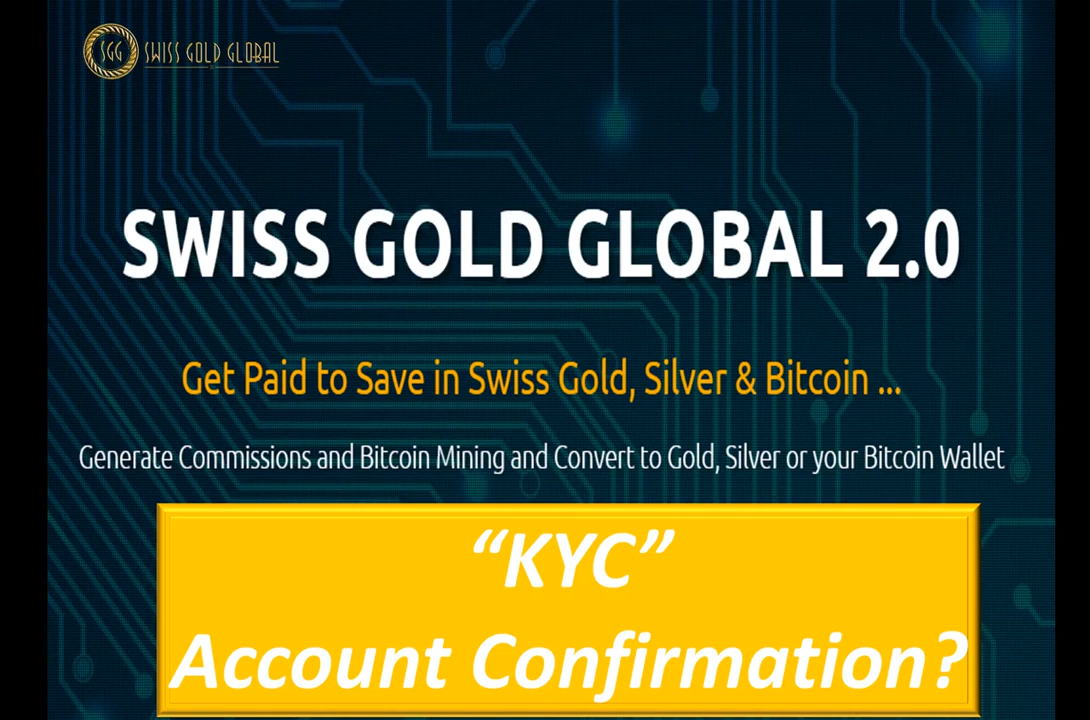 SGG SWISS GOLD GLOBAL
SWISS GOLD GLOBAL 2.0
Get Paid to Save in Swiss Gold, Silver & Bitcoin ...
Generate Commissions and Bitcoin Mining and Convert to Gold, Silver or your Bitcoin Wallet
“KYC”
Account Confirmation?